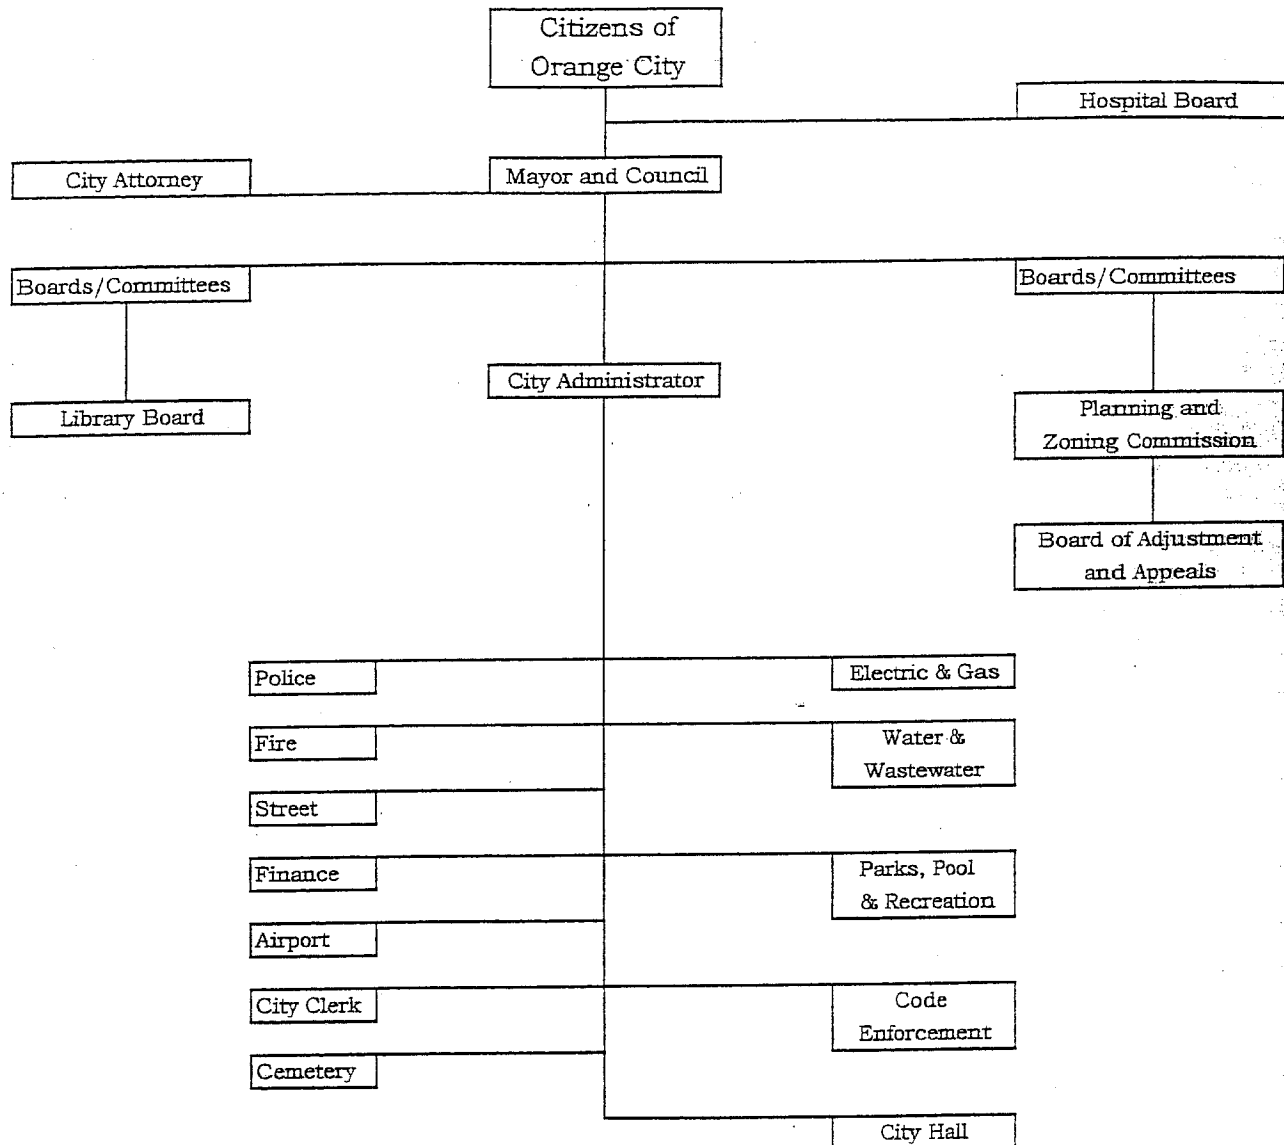 Citizens of
Orange City
Hospital Board
City Attorney
Mayor and Council
Boards/Committees
Boards/Committees
City Administrator
Library Board
Planning and
Zoning Commission
Board of Adjustment
and Appeals
Police
Electric & Gas
Fire
Water &
Wastewater
Street
Finance
Parks, Pool
& Recreation
Airport
City Clerk
Code
Enforcement
Cemetery
City Hall